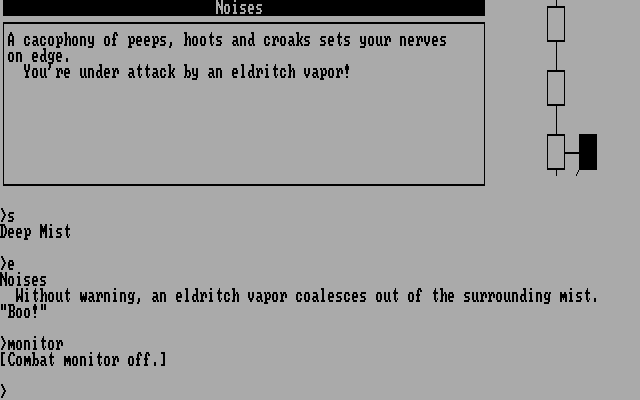 Noises
A cacophony of peeps, hoots and croaks sets your nerves
on edge.
You're under attack by an eldritch vapor!
>s
Deep Mist
>e
Noises
Without warning, an eldritch vapor coalesces out of the surrounding mist.
"Boo!"
>monitor
[Combat monitor off.]
>